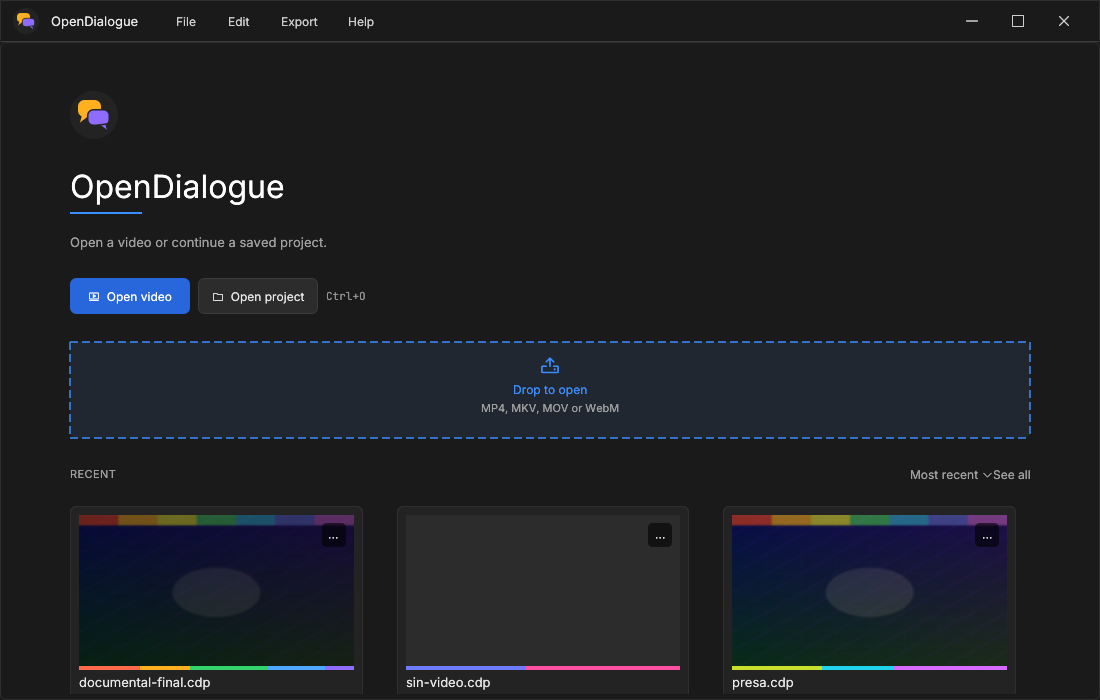 OpenDialogue File Edit Export Help
OpenDialogue
Open a video or continue a saved project.
Open video Open project Ctrl+O
Drop to open
MP4, MKV, MOV or WebM
RECENT Most recent See all
... ... ...
documental-final.cdp sin-video.cdp presa.cdp